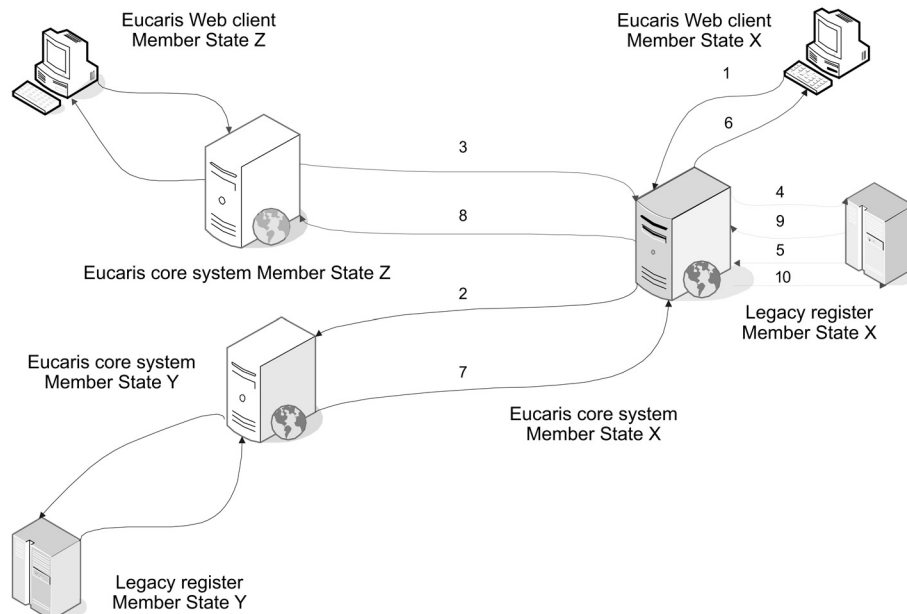 Eucaris Web client
Member State Z
Eucaris Web client
Member State X
1
6
3
4
9
8
5
10
Eucaris core system Member State Z
2
Legacy register
Member State X
Eucaris core system
Member State Y
7
Eucaris core system
Member State X
Legacy register
Member State Y